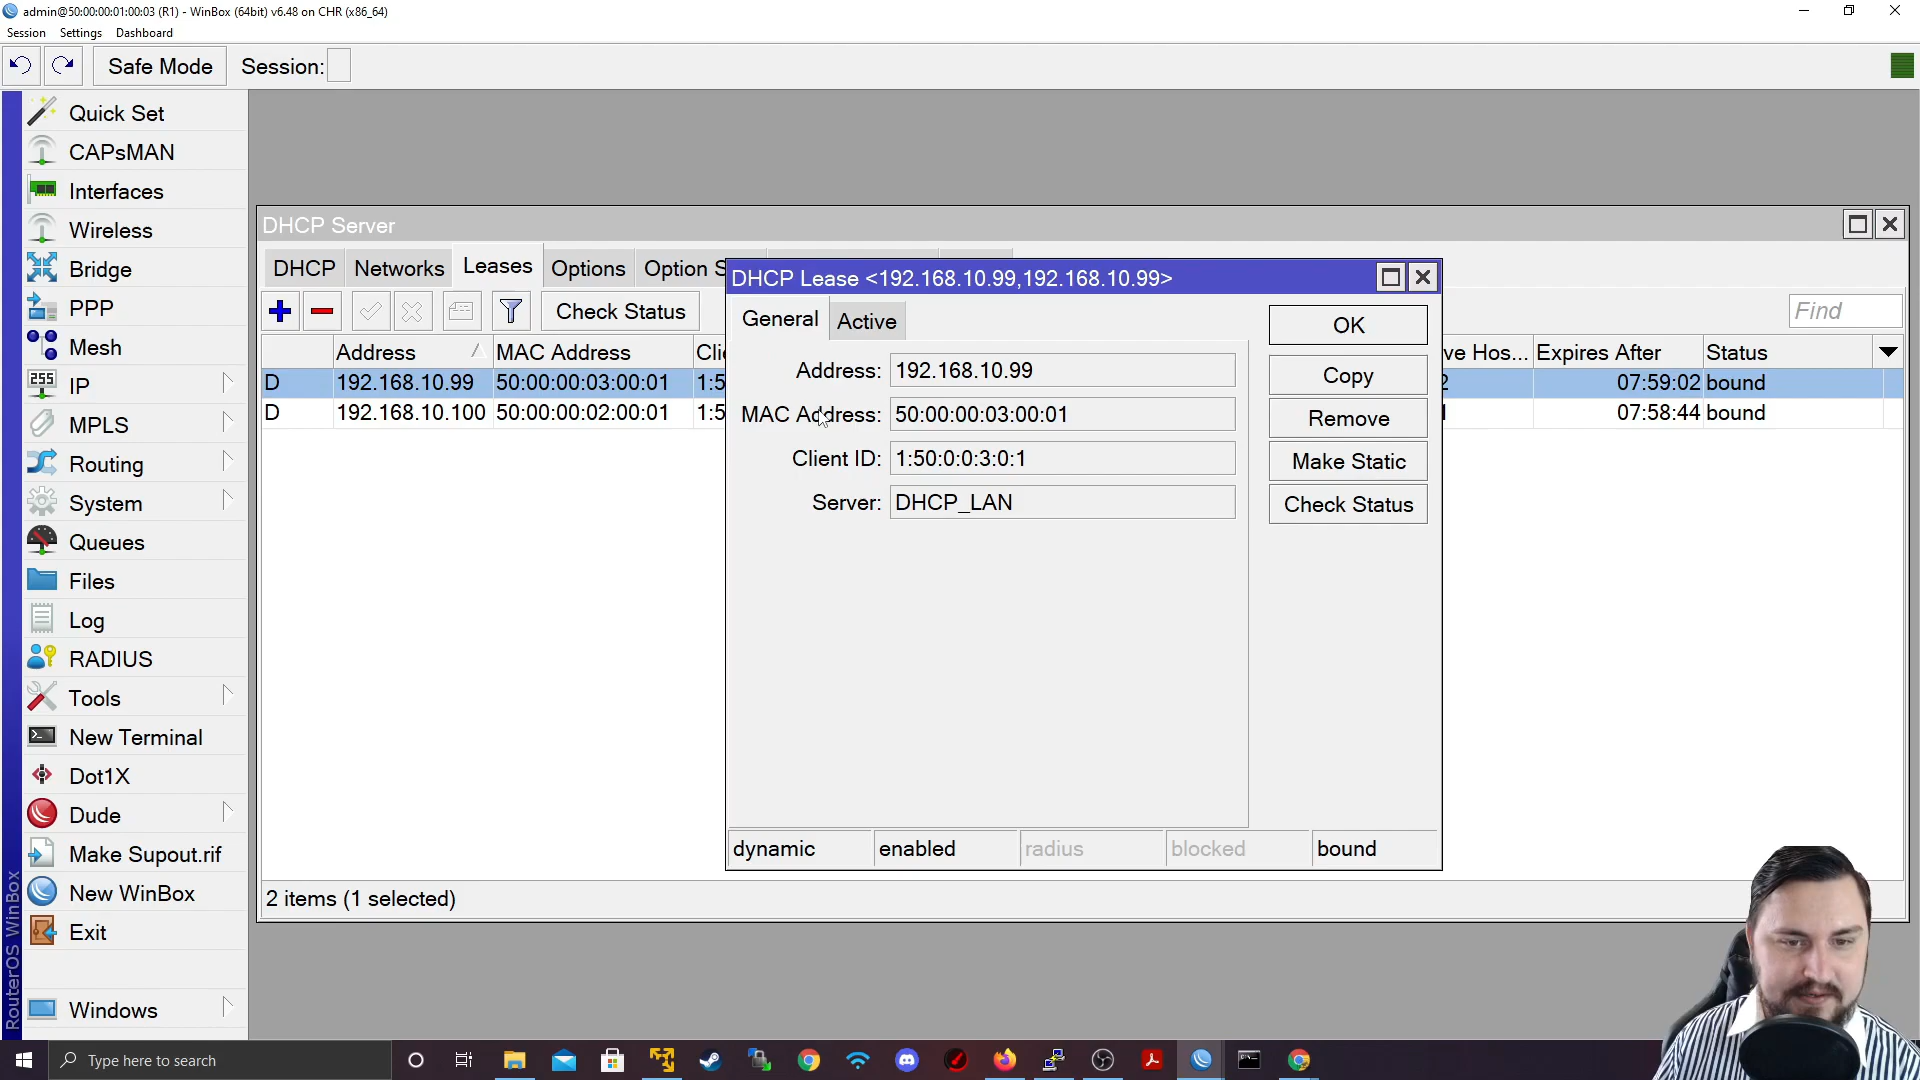 admin@50:00:00:01:00:03 (R1) - WinBox (64bit) v6.48 on CHR (x86_64)
Session Settings Dashboard
Safe Mode Session:
Quick Set
CAPsMAN
Interfaces
Wireless
Bridge
PPP
Mesh
255 IP
MPLS
Routing
System
Queues
Files
Log
RADIUS
Tools
New Terminal
Dot1X
Dude
Make Supout.rif
New WinBox
Exit
Windows
RouterOS WinBox
DHCP Server
DHCP Networks Leases Options Option S
Check Status Find
Address MAC Address Cli ve Hos... Expires After Status
D 192.168.10.99 50:00:00:03:00:01 1:5 2 07:59:02 bound
D 192.168.10.100 50:00:00:02:00:01 1:5 07:58:44 bound
2 items (1 selected)
DHCP Lease <192.168.10.99,192.168.10.99>
General Active
Address: 192.168.10.99
MAC Address: 50:00:00:03:00:01
Client ID: 1:50:0:0:3:0:1
Server: DHCP_LAN
OK
Copy
Remove
Make Static
Check Status
dynamic enabled radius blocked bound
Type here to search